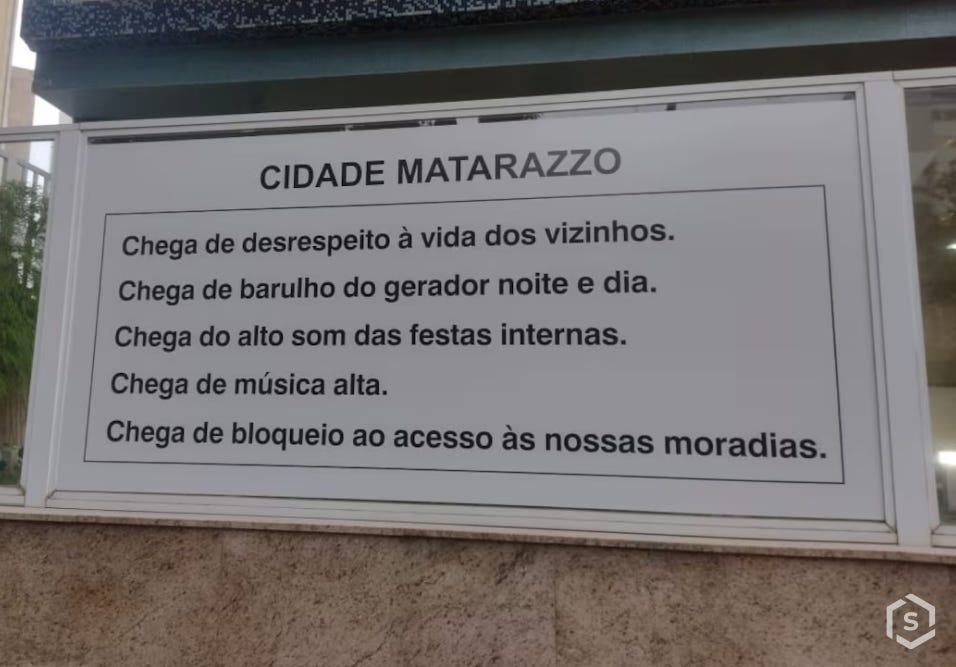 CIDADE MATARAZZO
Chega de desrespeito à vida dos vizinhos.
Chega de barulho do gerador noite e dia.
Chega do alto som das festas internas.
Chega de música alta.
Chega de bloqueio ao acesso às nossas moradias.
S